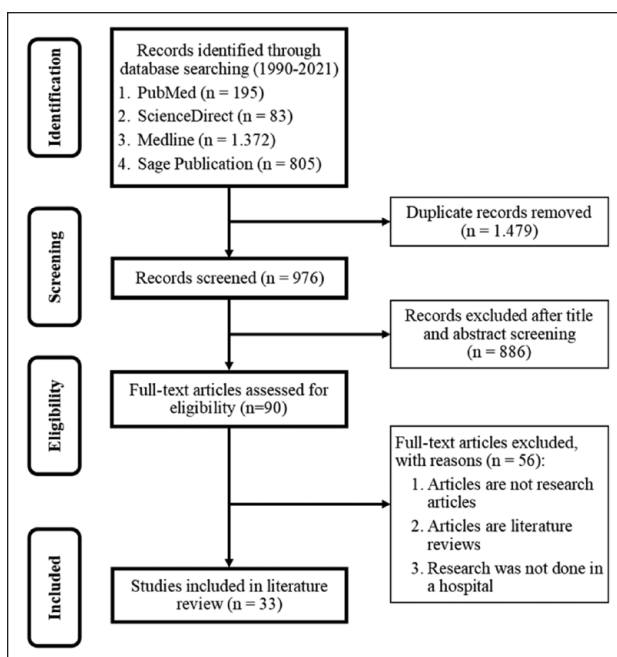 Identification
Records identified through
database searching (1990-2021)
1. PubMed (n = 195)
2. ScienceDirect (n = 83)
3. Medline (n = 1.372)
4. Sage Publication (n = 805)
Duplicate records removed
(n = 1.479)
Screening
Records screened (n = 976)
Records excluded after title
and abstract screening
(n = 886)
Eligibility
Full-text articles assessed for
eligibility (n=90)
Full-text articles excluded,
with reasons (n = 56):
1. Articles are not research
articles
2. Articles are literature
reviews
3. Research was not done in
a hospital
Included
Studies included in literature
review (n = 33)